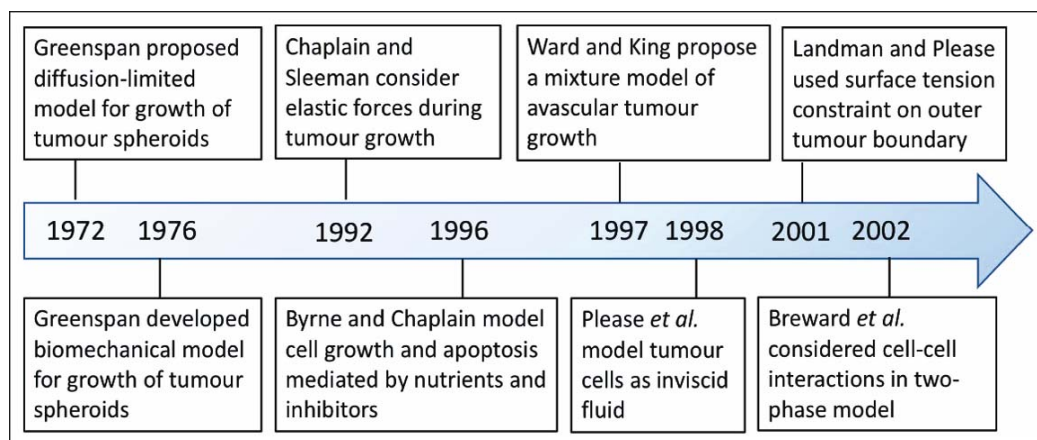 Greenspan proposed
diffusion-limited
model for growth of
tumour spheroids
Chaplain and
Sleeman consider
elastic forces during
tumour growth
Ward and King propose
a mixture model of
avascular tumour
growth
Landman and Please
used surface tension
constraint on outer
tumour boundary
1972 1976 1992 1996 1997 1998 2001 2002
Greenspan developed
biomechanical model
for growth of tumour
spheroids
Byrne and Chaplain model
cell growth and apoptosis
mediated by nutrients and
inhibitors
Please et al.
model tumour
cells as inviscid
fluid
Breward et al.
considered cell-cell
interactions in two-
phase model